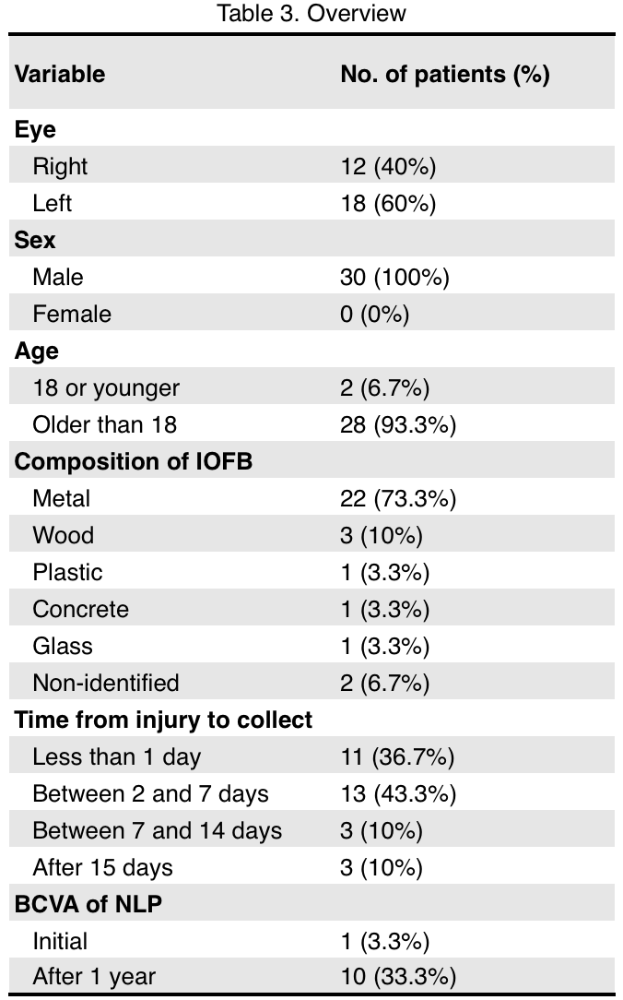 Table 3. Overview
Variable No. of patients (%)
Eye
Right 12 (40%)
Left 18 (60%)
Sex
Male 30 (100%)
Female 0 (0%)
Age
18 or younger 2 (6.7%)
Older than 18 28 (93.3%)
Composition of IOFB
Metal 22 (73.3%)
Wood 3 (10%)
Plastic 1 (3.3%)
Concrete 1 (3.3%)
Glass 1 (3.3%)
Non-identified 2 (6.7%)
Time from injury to collect
Less than 1 day 11 (36.7%)
Between 2 and 7 days 13 (43.3%)
Between 7 and 14 days 3 (10%)
After 15 days 3 (10%)
BCVA of NLP
Initial 1 (3.3%)
After 1 year 10 (33.3%)